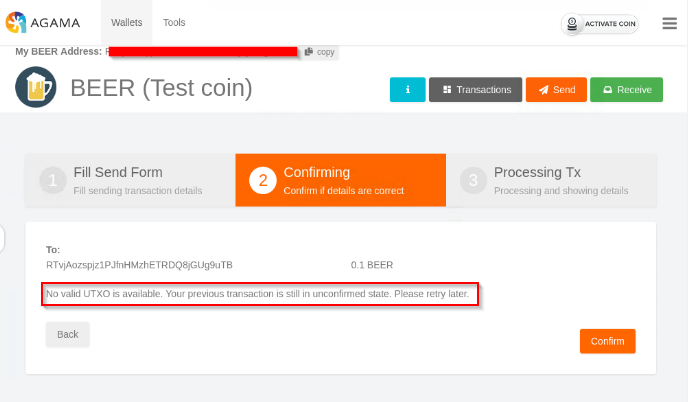 AGAMA
Wallets
Tools
ACTIVATE COIN
My BEER Address:
copy
BEER (Test coin)
i
Transactions
Send
Receive
1
Fill Send Form
Fill sending transaction details
2
Confirming
Confirm if details are correct
3
Processing Tx
Processing and showing details
To:
RTvjAozspjz1PJfnHMzhETRDQ8jGUg9uTB 0.1 BEER
No valid UTXO is available. Your previous transaction is still in unconfirmed state. Please retry later.
Back
Confirm